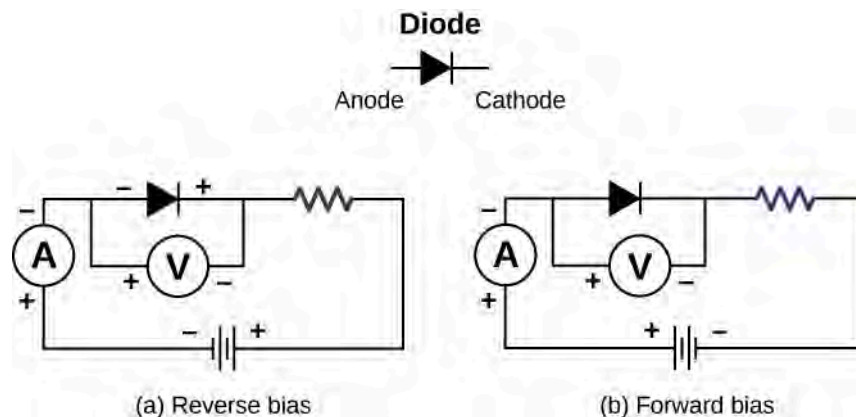 Diode
Anode Cathode
– + 
– –
A V A V
+ – + –
+ +
– + + –
(a) Reverse bias (b) Forward bias